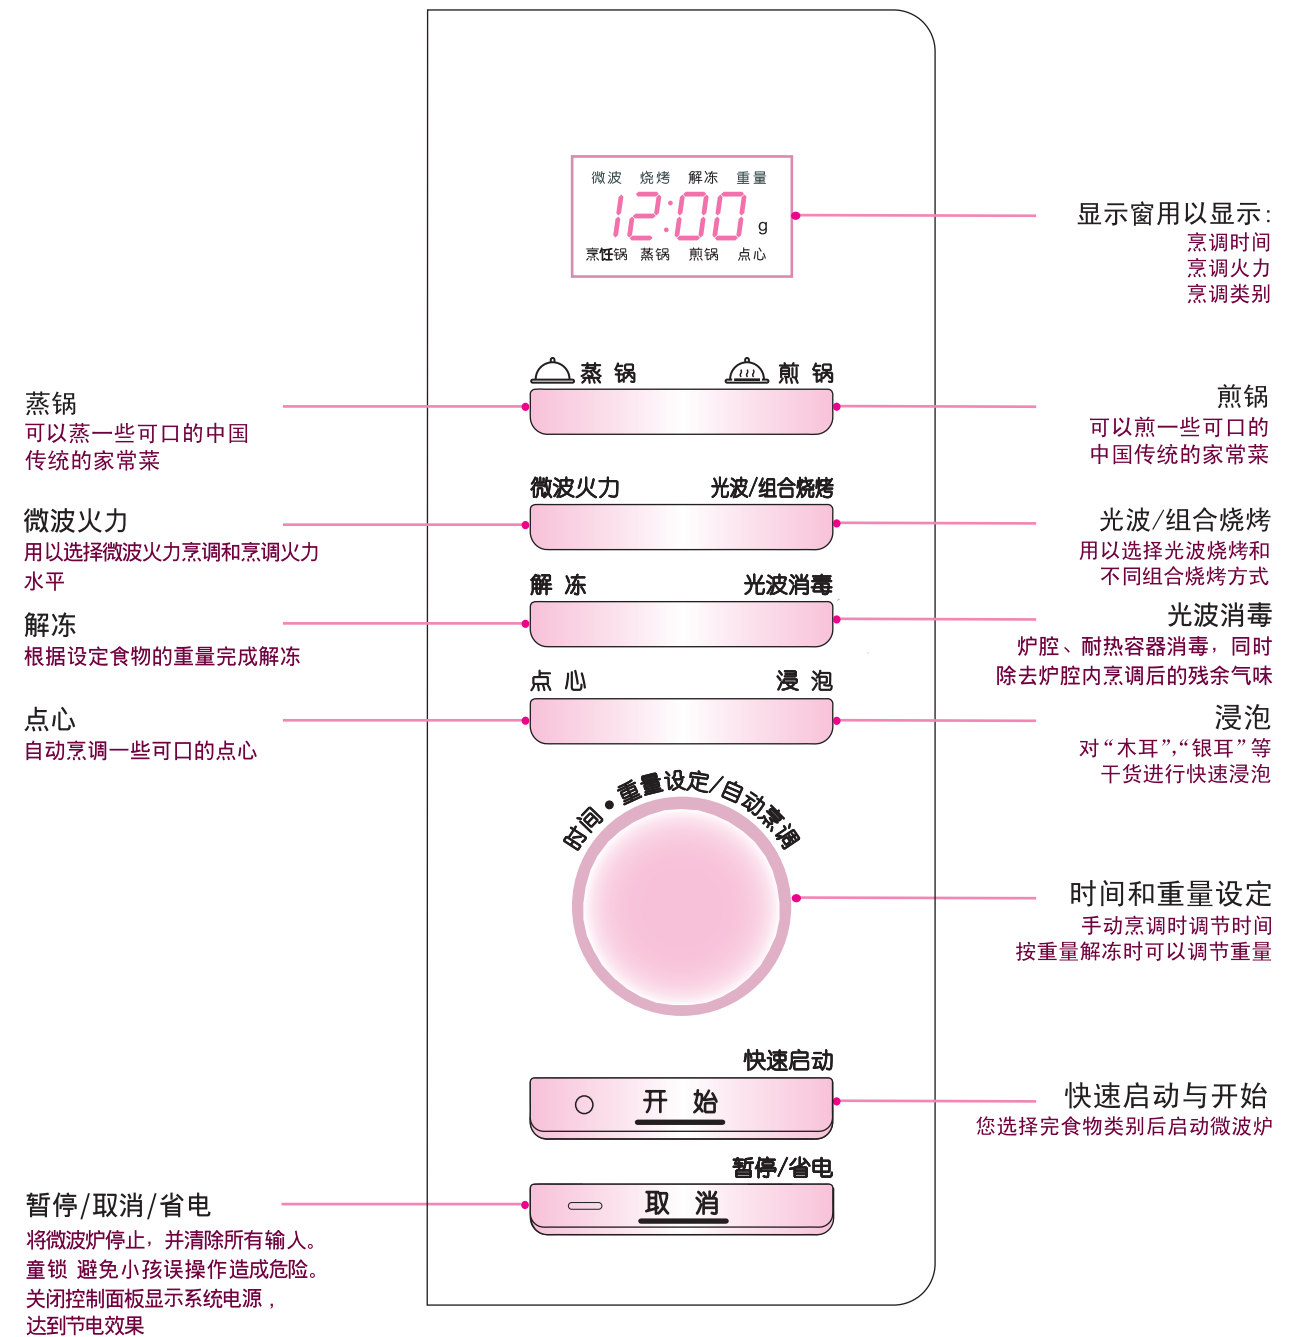 微波 烧烤 解冻 重量
12:00 g
烹饪锅 蒸锅 煎锅 点心
显示窗用以显示:
烹调时间
烹调火力
烹调类别
蒸 锅 煎 锅
蒸锅
可以蒸一些可口的中国
传统的家常菜
煎锅
可以煎一些可口的
中国传统的家常菜
微波火力 光波/组合烧烤
微波火力
用以选择微波火力烹调和烹调火力
水平
光波/组合烧烤
用以选择光波烧烤和
不同组合烧烤方式
解 冻 光波消毒
解冻
根据设定食物的重量完成解冻
光波消毒
炉腔、耐热容器消毒，同时
除去炉腔内烹调后的残余气味
点 心 浸 泡
点心
自动烹调一些可口的点心
浸泡
对“木耳”,“银耳”等
干货进行快速浸泡
时间•重量设定/自动烹调
时间和重量设定
手动烹调时调节时间
按重量解冻时可以调节重量
快速启动
开 始
快速启动与开始
您选择完食物类别后启动微波炉
暂停/省电
取 消
暂停/取消/省电
将微波炉停止，并清除所有输入。
童锁 避免小孩误操作造成危险。
关闭控制面板显示系统电源，
达到节电效果